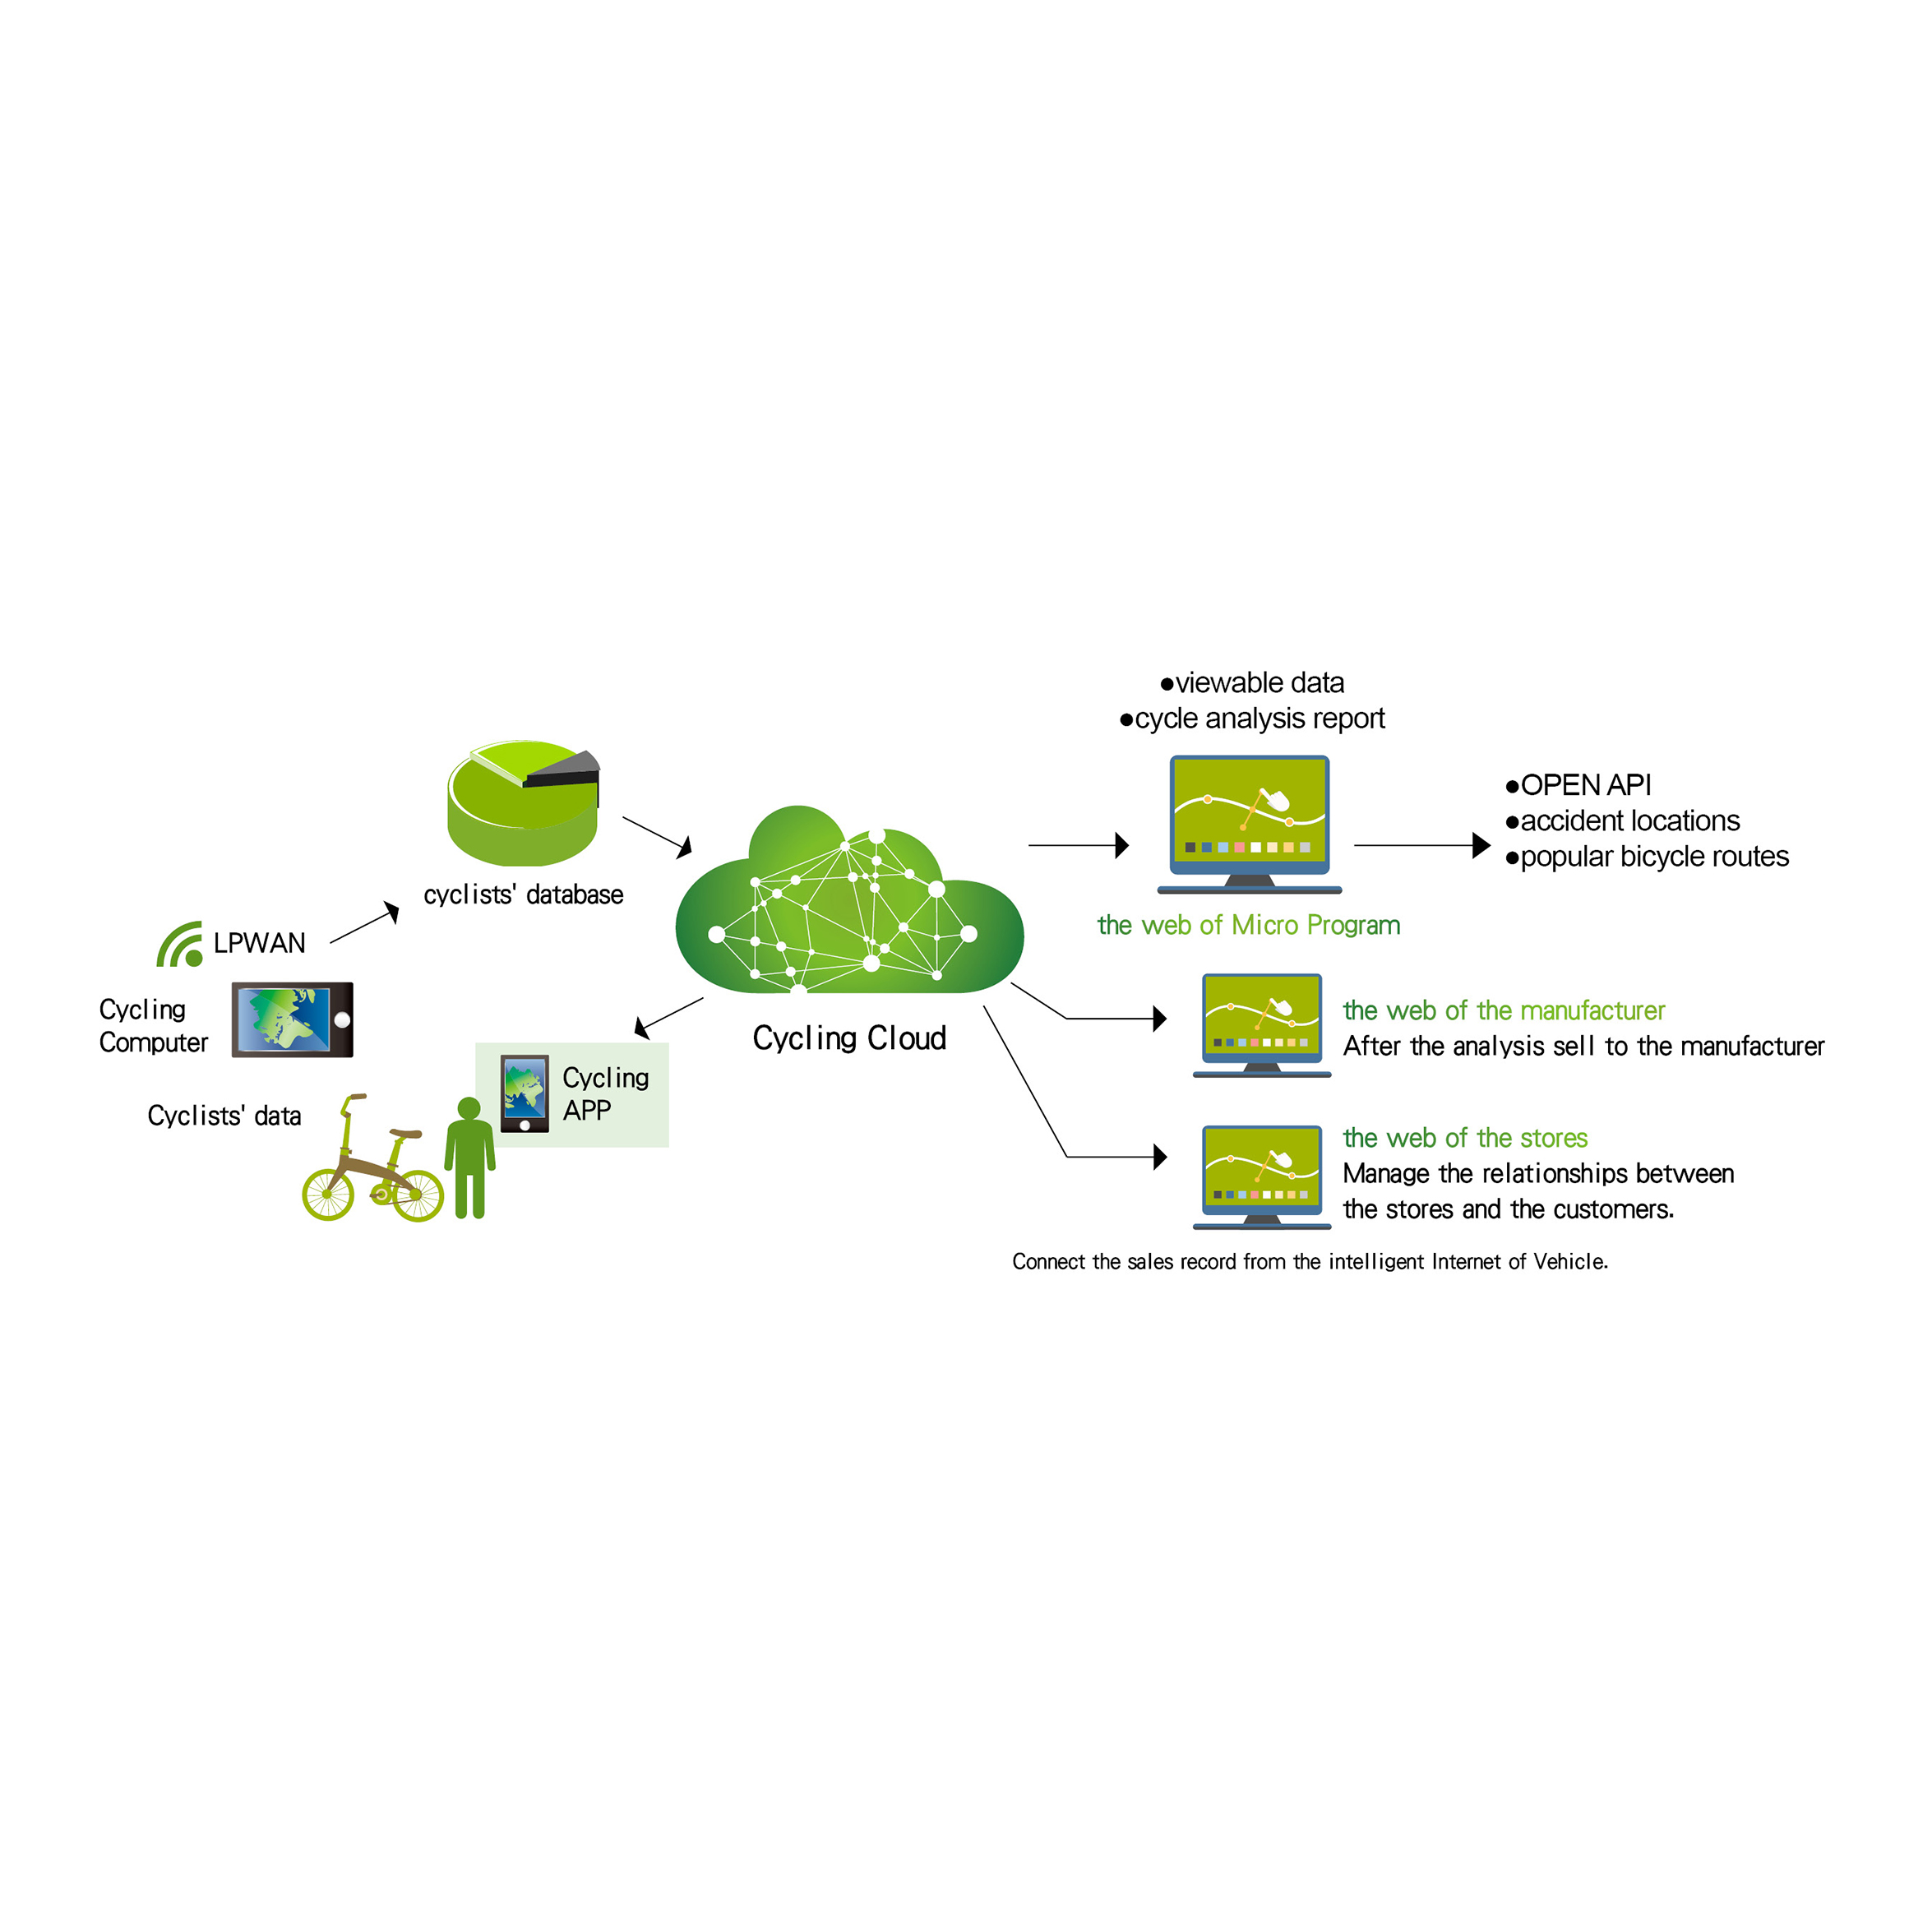 ●viewable data
●cycle analysis report
●OPEN API
●accident locations
●popular bicycle routes
cyclists' database
the web of Micro Program
LPWAN
Cycling
Computer
Cycling Cloud
the web of the manufacturer
After the analysis sell to the manufacturer
Cycling
APP
Cyclists' data
the web of the stores
Manage the relationships between
the stores and the customers.
Connect the sales record from the intelligent Internet of Vehicle.